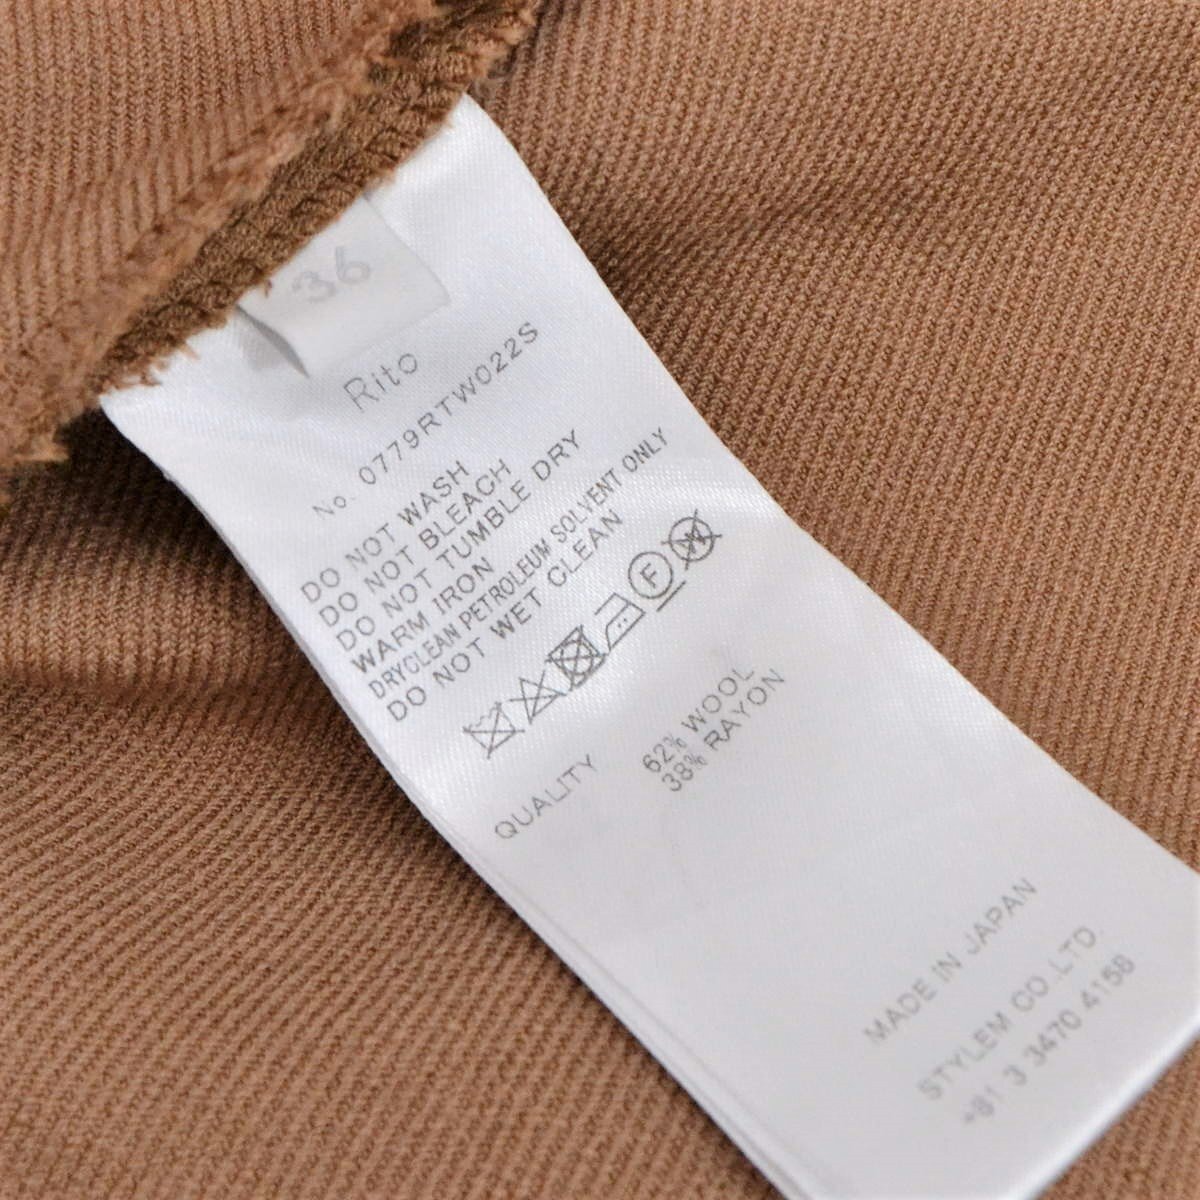 36
Rito
No. 0779RTW022S
DO NOT WASH
DO NOT BLEACH
DO NOT TUMBLE DRY
WARM IRON
DRYCLEAN PETROLEUM SOLVENT ONLY
DO NOT WET CLEAN
F
W
QUALITY
62% WOOL
38% RAYON
MADE IN JAPAN
STYLEM CO.,LTD.
+81 3 3470 4158